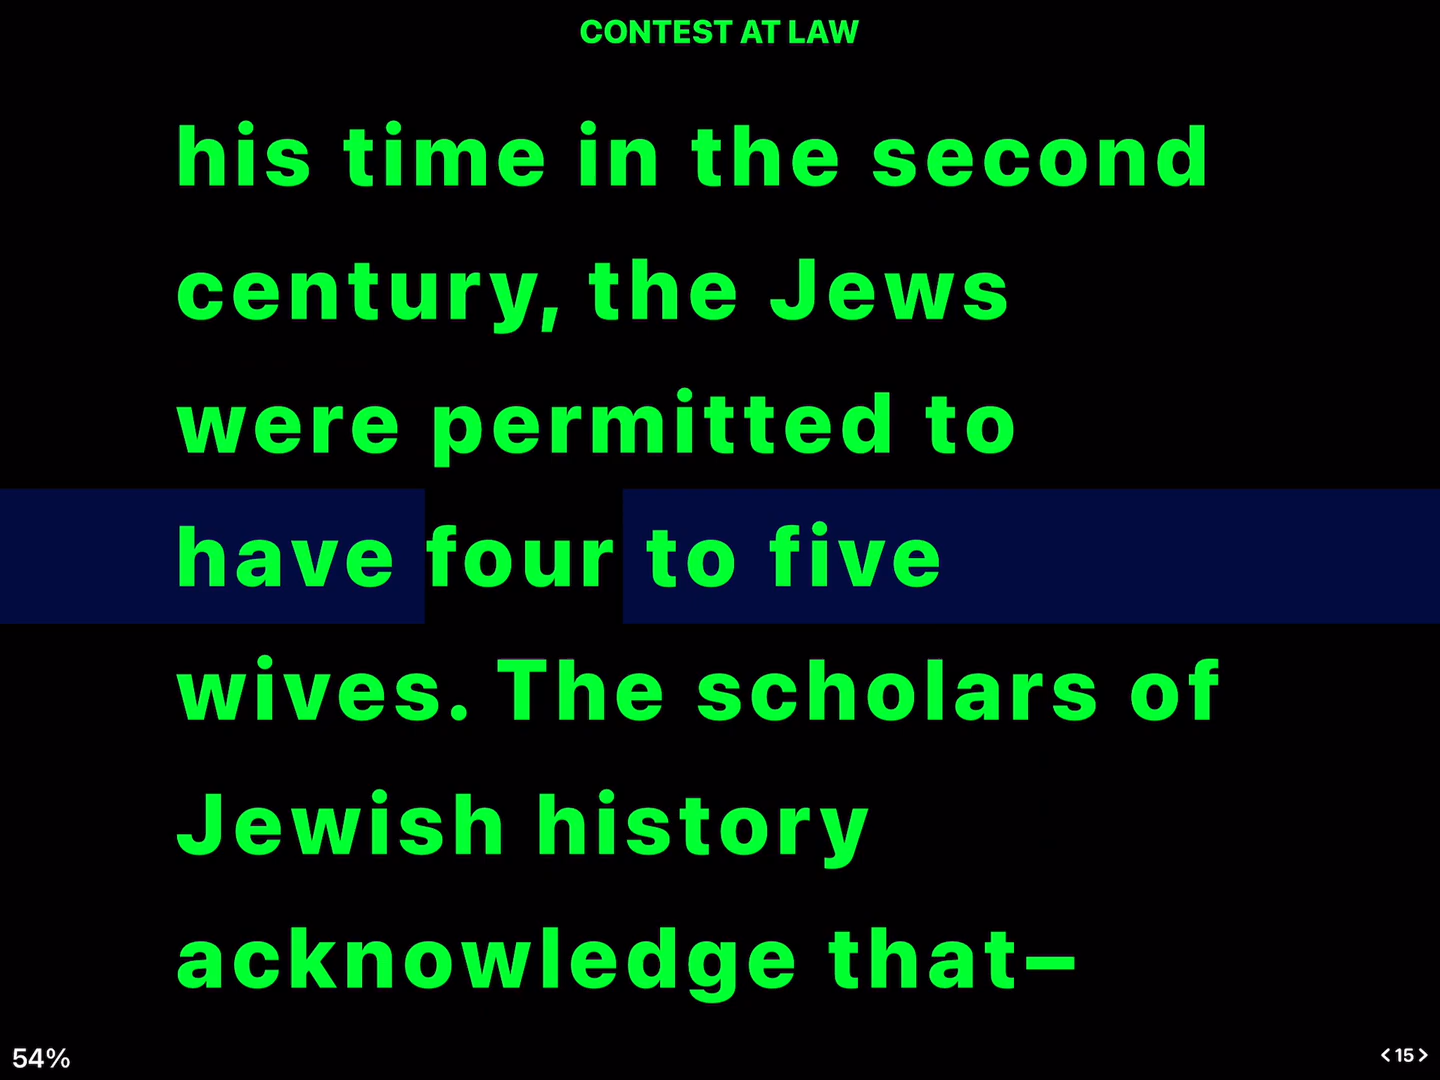 CONTEST AT LAW
his time in the second
century, the Jews
were permitted to
have four to five
wives. The scholars of
Jewish history
acknowledge that—
54%
<15>